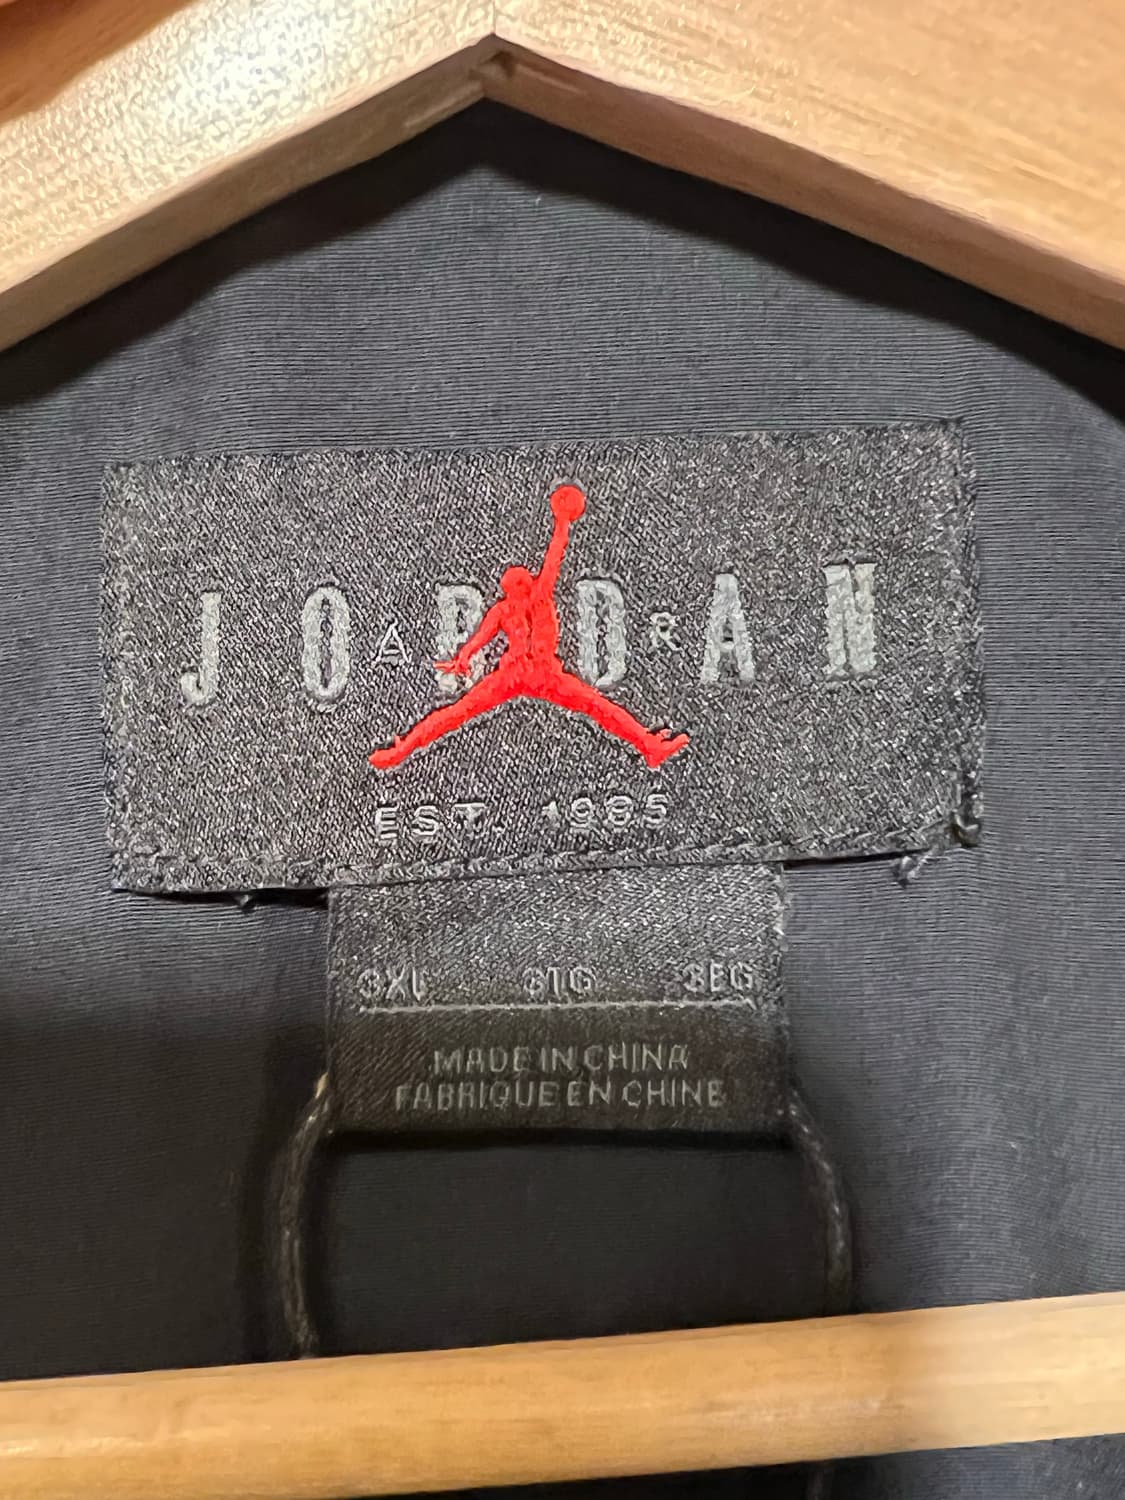 JORDAN
A R
EST. 1985
3XL 3TG 3EG
MADE IN CHINA
FABRIQUE EN CHINE